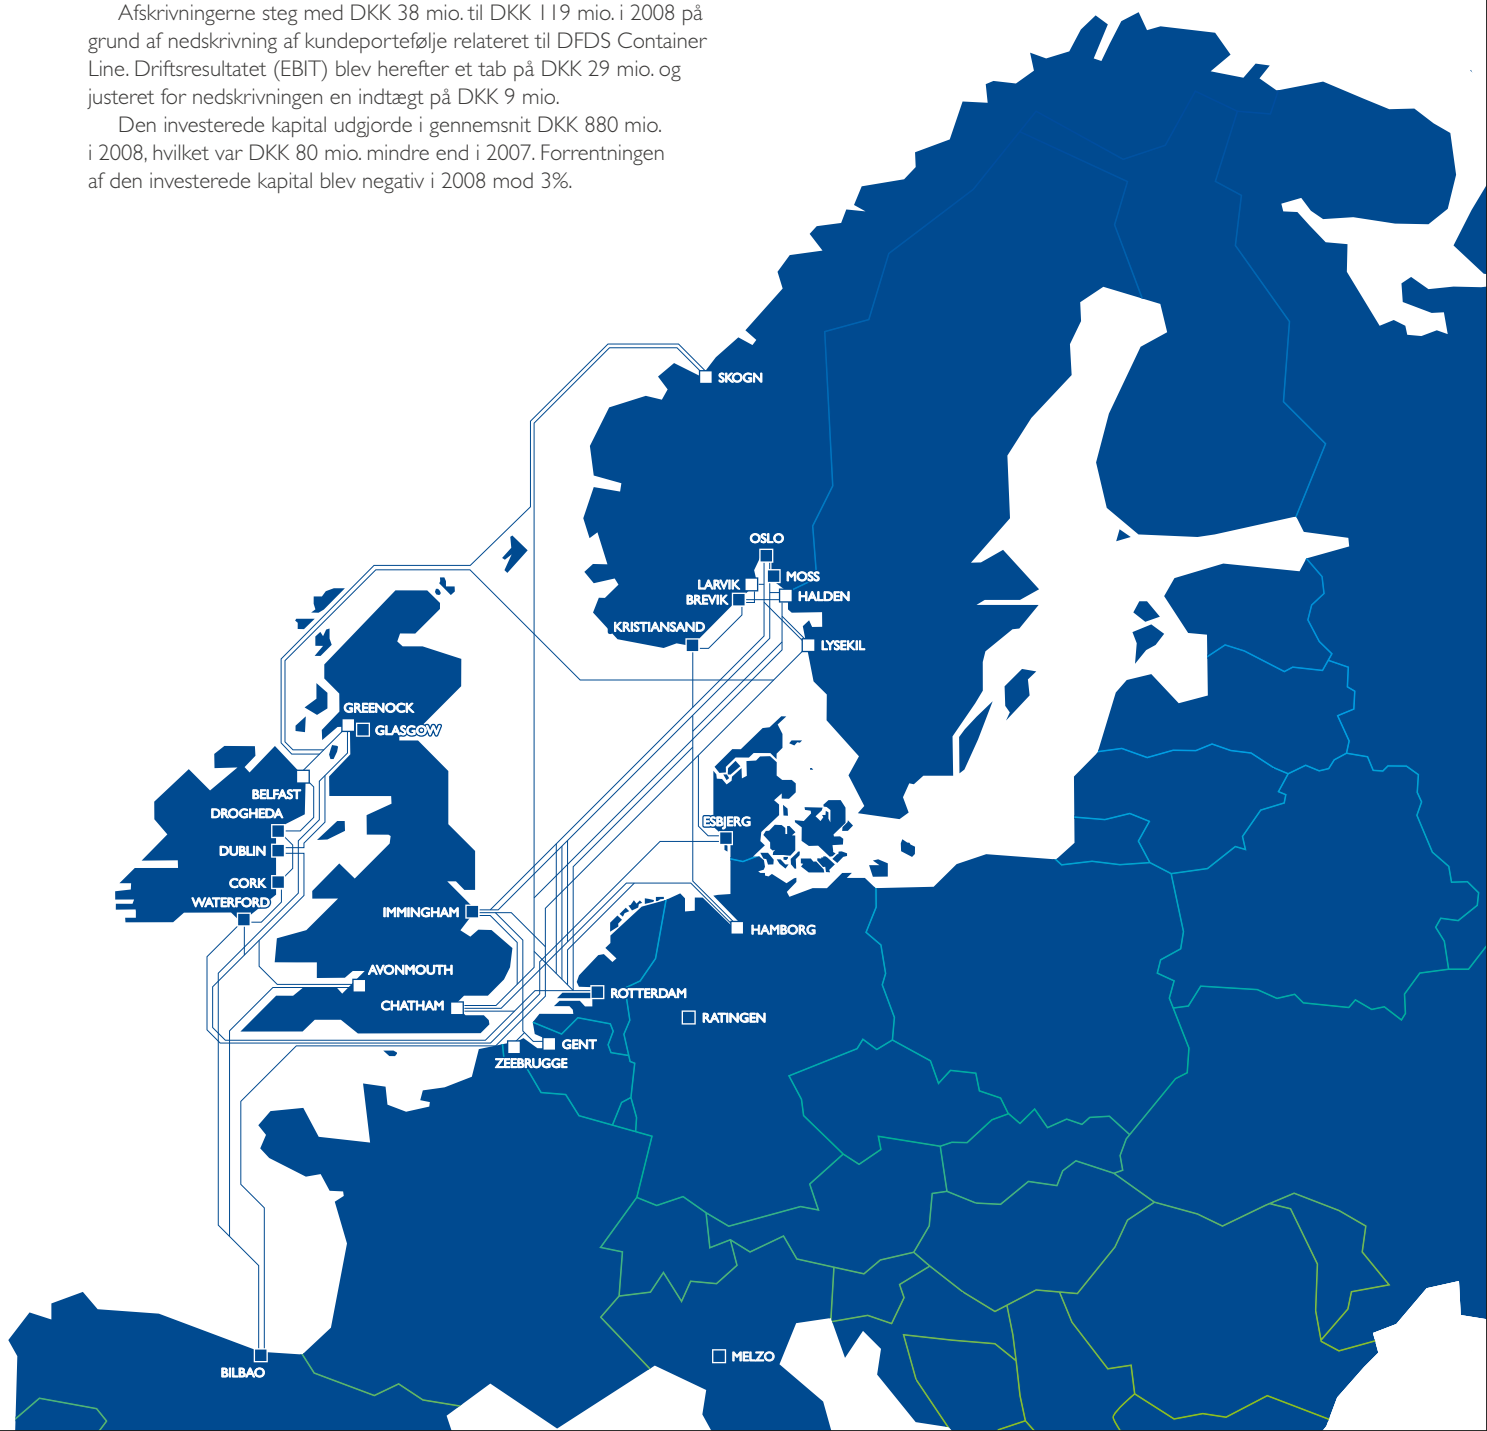 Afskrivningerne steg med DKK 38 mio. til DKK 119 mio. i 2008 på
grund af nedskrivning af kundeportefølje relateret til DFDS Container
Line. Driftsresultatet (EBIT) blev herefter et tab på DKK 29 mio. og
justeret for nedskrivningen en indtægt på DKK 9 mio.
Den investerede kapital udgjorde i gennemsnit DKK 880 mio.
i 2008, hvilket var DKK 80 mio. mindre end i 2007. Forrentningen
af den investerede kapital blev negativ i 2008 mod 3%.
SKOGN
OSLO
MOSS
LARVIK
BREVIK
HALDEN
KRISTIANSAND
LYSEKIL
GREENOCK
GLASGOW
BELFAST
DROGHEDA
ESBJERG
DUBLIN
CORK
WATERFORD
IMMINGHAM
HAMBORG
AVONMOUTH
ROTTERDAM
CHATHAM
RATINGEN
GENT
ZEEBRUGGE
MELZO
BILBAO